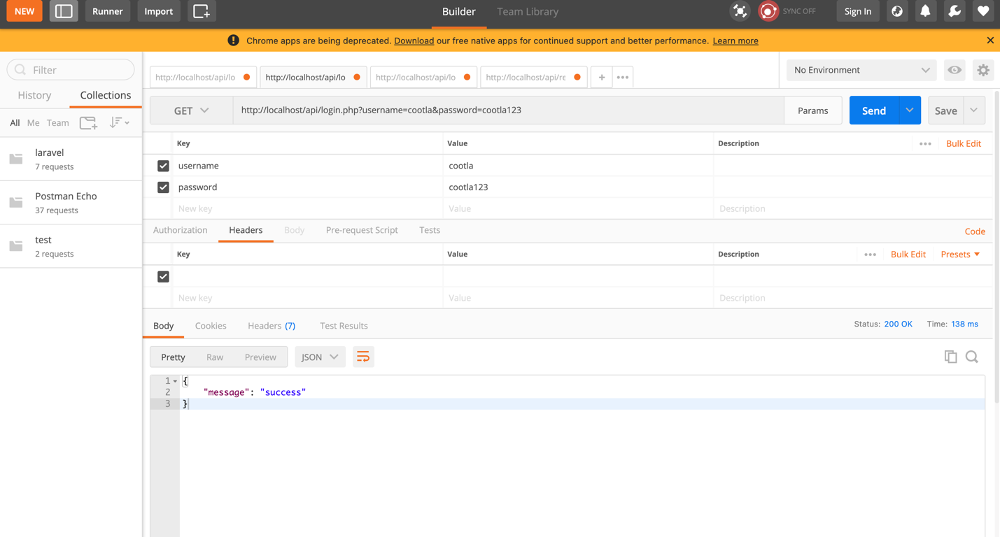 NEW Runner Import Builder Team Library SYNC OFF Sign In
Chrome apps are being deprecated. Download our free native apps for continued support and better performance. Learn more
Filter
History Collections
All Me Team
laravel
7 requests
Postman Echo
37 requests
test
2 requests
http://localhost/api/lo http://localhost/api/lo http://localhost/api/lo http://localhost/api/re + •••
No Environment
GET http://localhost/api/login.php?username=cootla&password=cootla123 Params Send Save
Key Value Description ••• Bulk Edit
username cootla
password cootla123
New key Value Description
Authorization Headers Body Pre-request Script Tests Code
Key Value Description ••• Bulk Edit Presets
New key Value Description
Body Cookies Headers (7) Test Results Status: 200 OK Time: 138 ms
Pretty Raw Preview JSON
1 {
2 "message": "success"
3 }